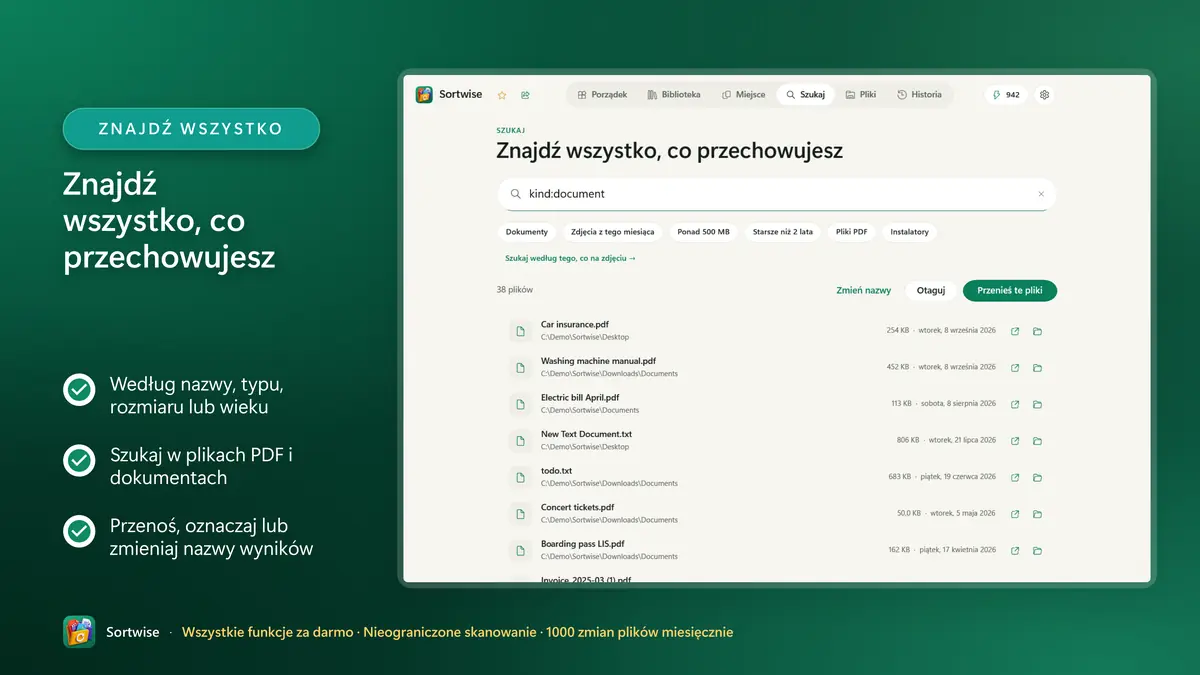 ZNAJDŹ WSZYSTKO
Znajdź
wszystko, co
przechowujesz
Według nazwy, typu,
rozmiaru lub wieku
Szukaj w plikach PDF i
dokumentach
Przenoś, oznaczaj lub
zmieniaj nazwy wyników
Sortwise
Porządek
Biblioteka
Miejsce
Szukaj
Pliki
Historia
942
SZUKAJ
Znajdź wszystko, co przechowujesz
kind:document
Dokumenty
Zdjęcia z tego miesiąca
Ponad 500 MB
Starsze niż 2 lata
Pliki PDF
Instalatory
Szukaj według tego, co na zdjęciu →
38 plików
Zmień nazwy
Otaguj
Przenieś te pliki
Car insurance.pdf
C:\Demo\Sortwise\Desktop
254 KB · wtorek, 8 września 2026
Washing machine manual.pdf
C:\Demo\Sortwise\Downloads\Documents
452 KB · wtorek, 8 września 2026
Electric bill April.pdf
C:\Demo\Sortwise\Documents
113 KB · sobota, 8 sierpnia 2026
New Text Document.txt
C:\Demo\Sortwise\Desktop
806 KB · wtorek, 21 lipca 2026
todo.txt
C:\Demo\Sortwise\Downloads\Documents
683 KB · piątek, 19 czerwca 2026
Concert tickets.pdf
C:\Demo\Sortwise\Downloads\Documents
50,0 KB · wtorek, 5 maja 2026
Boarding pass LIS.pdf
C:\Demo\Sortwise\Downloads\Documents
162 KB · piątek, 17 kwietnia 2026
Invoice 2025-03 (1).pdf
Sortwise · Wszystkie funkcje za darmo · Nieograniczone skanowanie · 1000 zmian plików miesięcznie